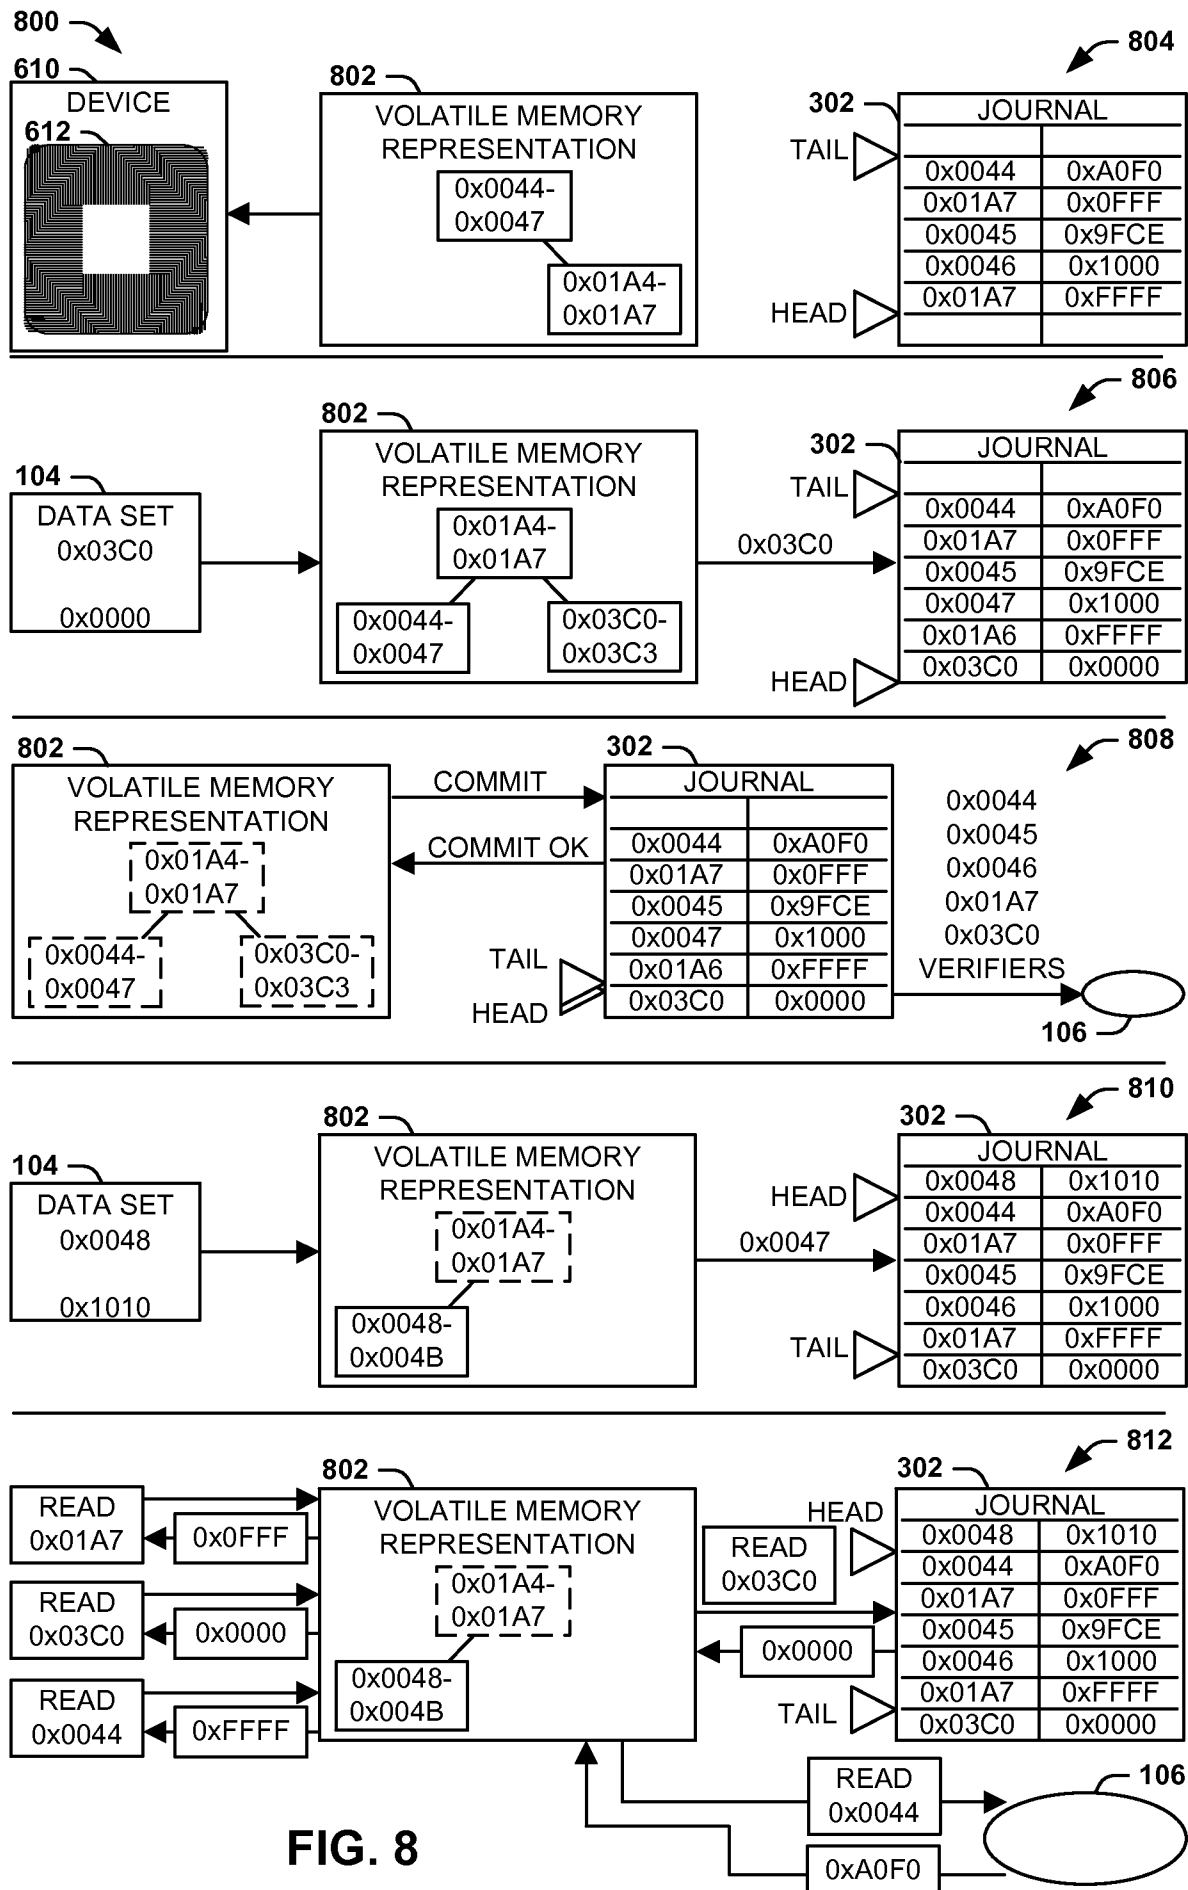 800
804
610
DEVICE
612
802
VOLATILE MEMORY
REPRESENTATION
0x0044-
0x0047
0x01A4-
0x01A7
302
JOURNAL
TAIL
0x0044 0xA0F0
0x01A7 0x0FFF
0x0045 0x9FCE
0x0046 0x1000
0x01A7 0xFFFF
HEAD
806
104
DATA SET
0x03C0
0x0000
802
VOLATILE MEMORY
REPRESENTATION
0x01A4-
0x01A7
0x0044-
0x0047
0x03C0-
0x03C3
0x03C0
302
JOURNAL
TAIL
0x0044 0xA0F0
0x01A7 0x0FFF
0x0045 0x9FCE
0x0047 0x1000
0x01A6 0xFFFF
0x03C0 0x0000
HEAD
808
802
VOLATILE MEMORY
REPRESENTATION
0x01A4-
0x01A7
0x0044-
0x0047
0x03C0-
0x03C3
COMMIT
COMMIT OK
302
JOURNAL
0x0044 0xA0F0
0x01A7 0x0FFF
0x0045 0x9FCE
0x0047 0x1000
0x01A6 0xFFFF
0x03C0 0x0000
TAIL
HEAD
0x0044
0x0045
0x0046
0x01A7
0x03C0
VERIFIERS
106
810
104
DATA SET
0x0048
0x1010
802
VOLATILE MEMORY
REPRESENTATION
0x01A4-
0x01A7
0x0048-
0x004B
0x0047
302
JOURNAL
HEAD
0x0048 0x1010
0x0044 0xA0F0
0x01A7 0x0FFF
0x0045 0x9FCE
0x0046 0x1000
0x01A7 0xFFFF
0x03C0 0x0000
TAIL
812
READ
0x01A7
0x0FFF
READ
0x03C0
0x0000
READ
0x0044
0xFFFF
802
VOLATILE MEMORY
REPRESENTATION
0x01A4-
0x01A7
0x0048-
0x004B
READ
0x03C0
0x0000
302
JOURNAL
HEAD
0x0048 0x1010
0x0044 0xA0F0
0x01A7 0x0FFF
0x0045 0x9FCE
0x0046 0x1000
0x01A7 0xFFFF
0x03C0 0x0000
TAIL
READ
0x0044
0xA0F0
106
FIG. 8